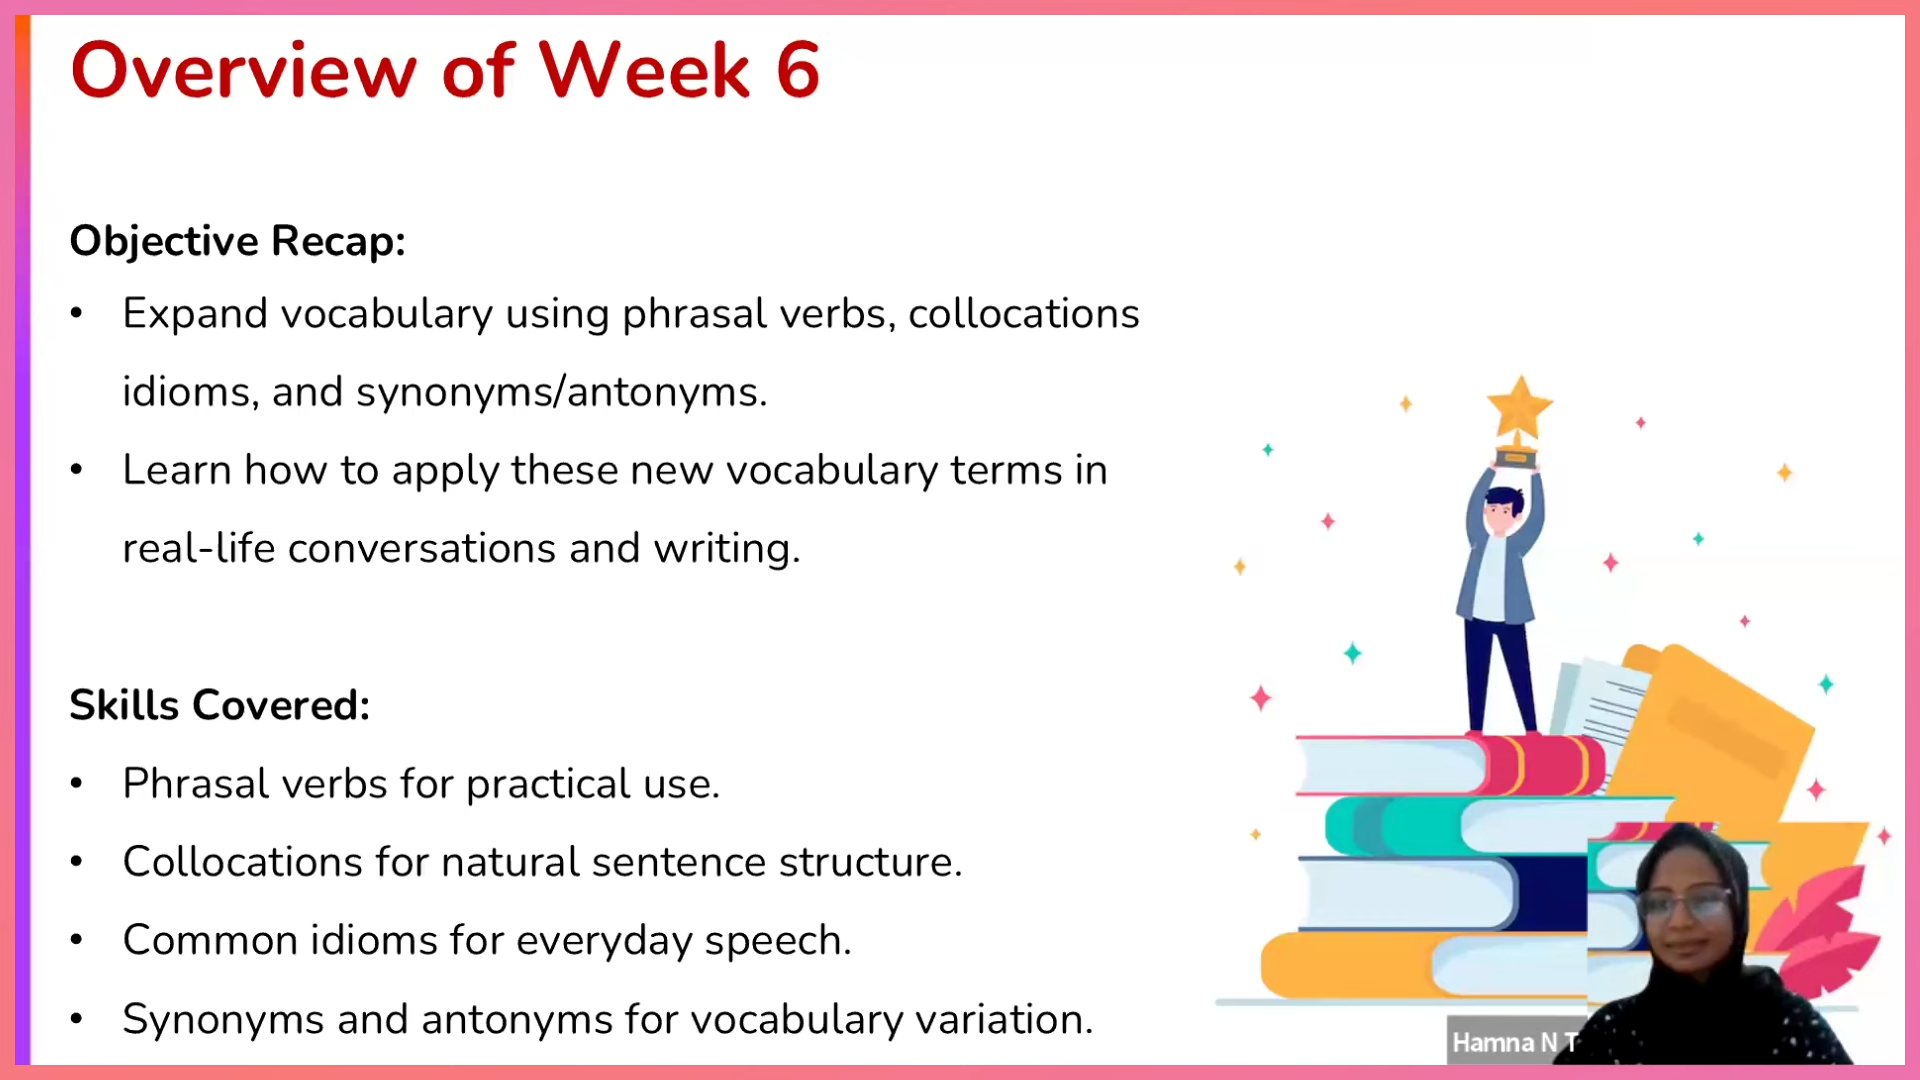 Overview of Week 6
Objective Recap:
• Expand vocabulary using phrasal verbs, collocations
idioms, and synonyms/antonyms.
• Learn how to apply these new vocabulary terms in
real-life conversations and writing.
Skills Covered:
• Phrasal verbs for practical use.
• Collocations for natural sentence structure.
• Common idioms for everyday speech.
• Synonyms and antonyms for vocabulary variation.
Hamna N T